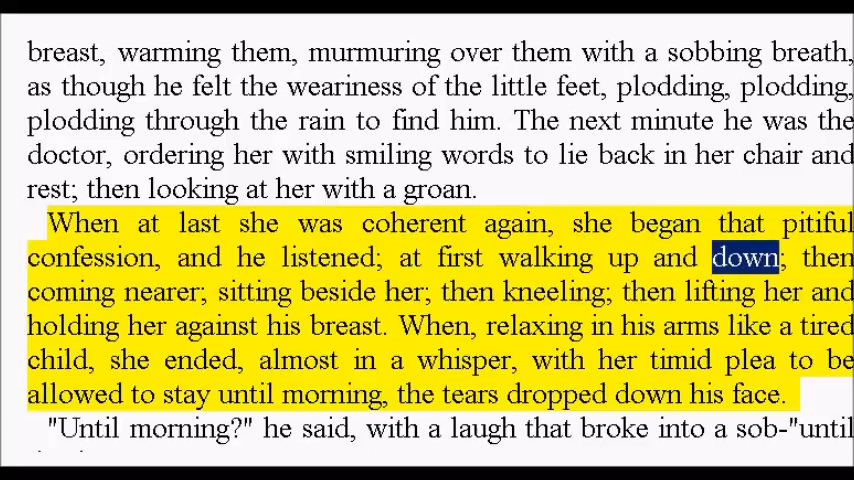 breast, warming them, murmuring over them with a sobbing breath,
as though he felt the weariness of the little feet, plodding, plodding,
plodding through the rain to find him. The next minute he was the
doctor, ordering her with smiling words to lie back in her chair and
rest; then looking at her with a groan.
When at last she was coherent again, she began that pitiful
confession, and he listened; at first walking up and down; then
coming nearer; sitting beside her; then kneeling; then lifting her and
holding her against his breast. When, relaxing in his arms like a tired
child, she ended, almost in a whisper, with her timid plea to be
allowed to stay until morning, the tears dropped down his face.
"Until morning?" he said, with a laugh that broke into a sob-"until